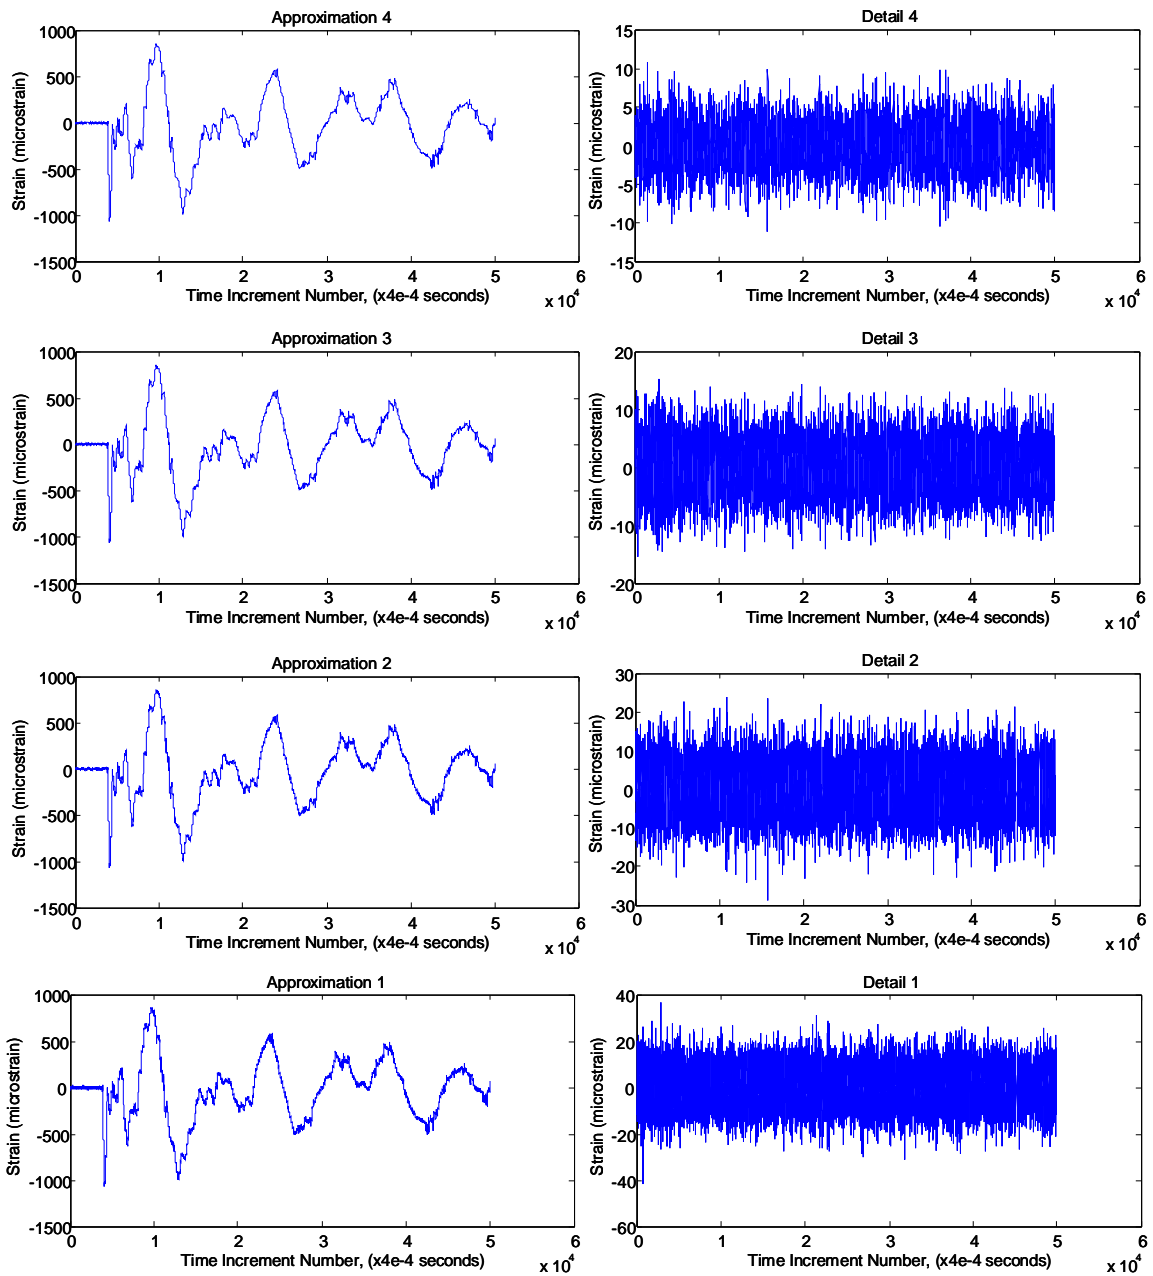 Approximation 4
Detail 4
Strain (microstrain)
1000
500
0
-500
-1000
-1500
0 1 2 3 4 5 6
Time Increment Number, (x4e-4 seconds)
x 10^4
Strain (microstrain)
15
10
5
0
-5
-10
-15
0 1 2 3 4 5 6
Time Increment Number, (x4e-4 seconds)
x 10^4
Approximation 3
Detail 3
Strain (microstrain)
1000
500
0
-500
-1000
-1500
0 1 2 3 4 5 6
Time Increment Number, (x4e-4 seconds)
x 10^4
Strain (microstrain)
20
10
0
-10
-20
0 1 2 3 4 5 6
Time Increment Number, (x4e-4 seconds)
x 10^4
Approximation 2
Detail 2
Strain (microstrain)
1000
500
0
-500
-1000
-1500
0 1 2 3 4 5 6
Time Increment Number, (x4e-4 seconds)
x 10^4
Strain (microstrain)
30
20
10
0
-10
-20
-30
0 1 2 3 4 5 6
Time Increment Number, (x4e-4 seconds)
x 10^4
Approximation 1
Detail 1
Strain (microstrain)
1000
500
0
-500
-1000
-1500
0 1 2 3 4 5 6
Time Increment Number, (x4e-4 seconds)
x 10^4
Strain (microstrain)
40
20
0
-20
-40
-60
0 1 2 3 4 5 6
Time Increment Number, (x4e-4 seconds)
x 10^4